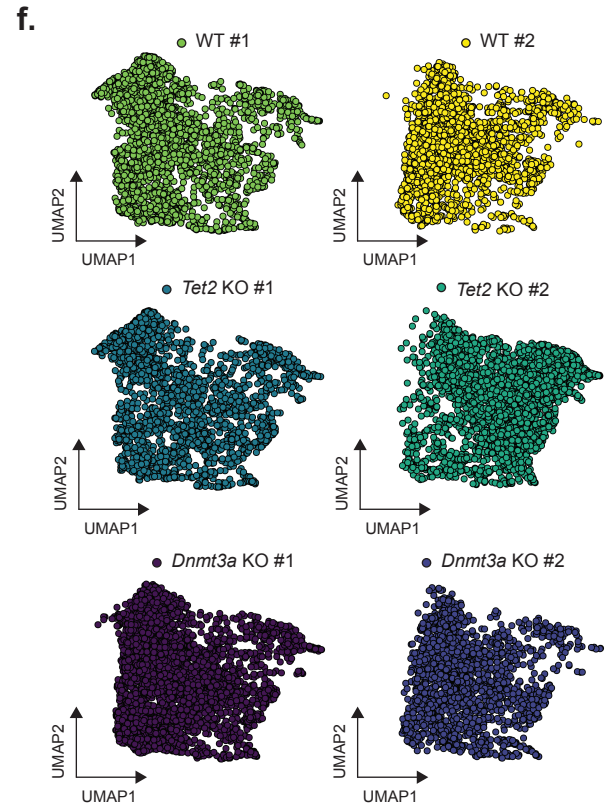 f.
WT #1
WT #2
UMAP2
UMAP1
UMAP2
UMAP1
Tet2 KO #1
Tet2 KO #2
UMAP2
UMAP1
UMAP2
UMAP1
Dnmt3a KO #1
Dnmt3a KO #2
UMAP2
UMAP1
UMAP2
UMAP1